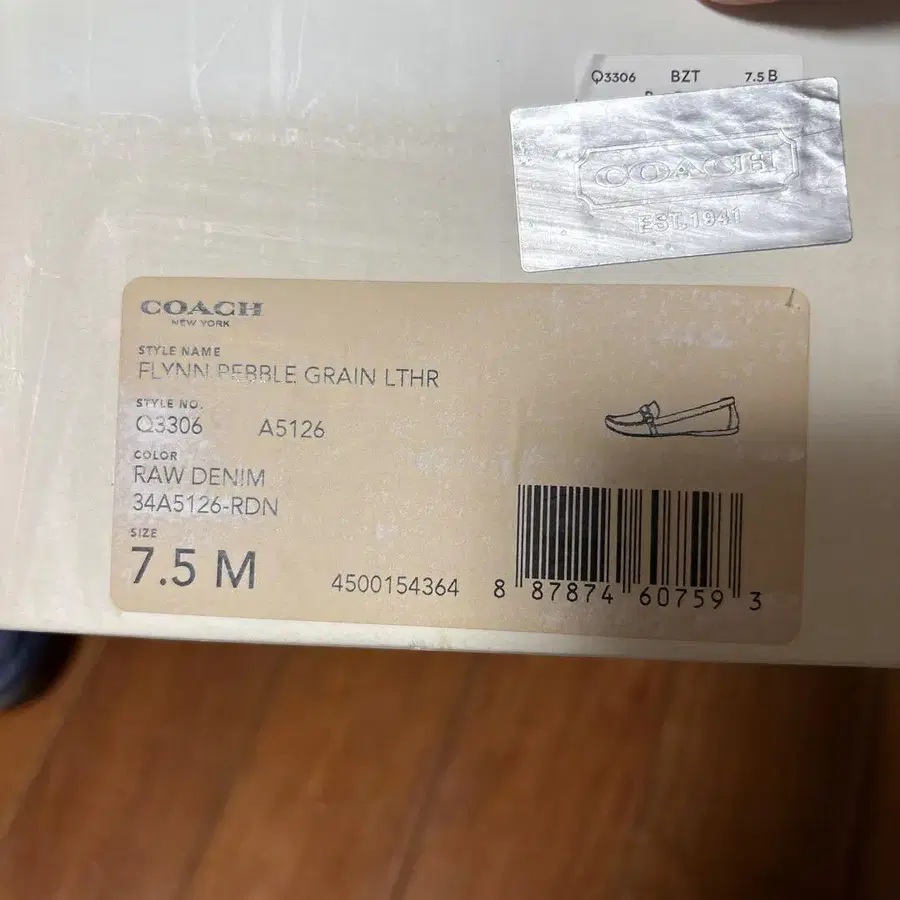 Q3306 BZT 7.5 B
COACH
EST. 1941
COACH
NEW YORK
STYLE NAME
FLYNN PEBBLE GRAIN LTHR
STYLE NO.
Q3306 A5126
COLOR
RAW DENIM
34A5126-RDN
SIZE
7.5 M
4500154364
8 87874 60759 3